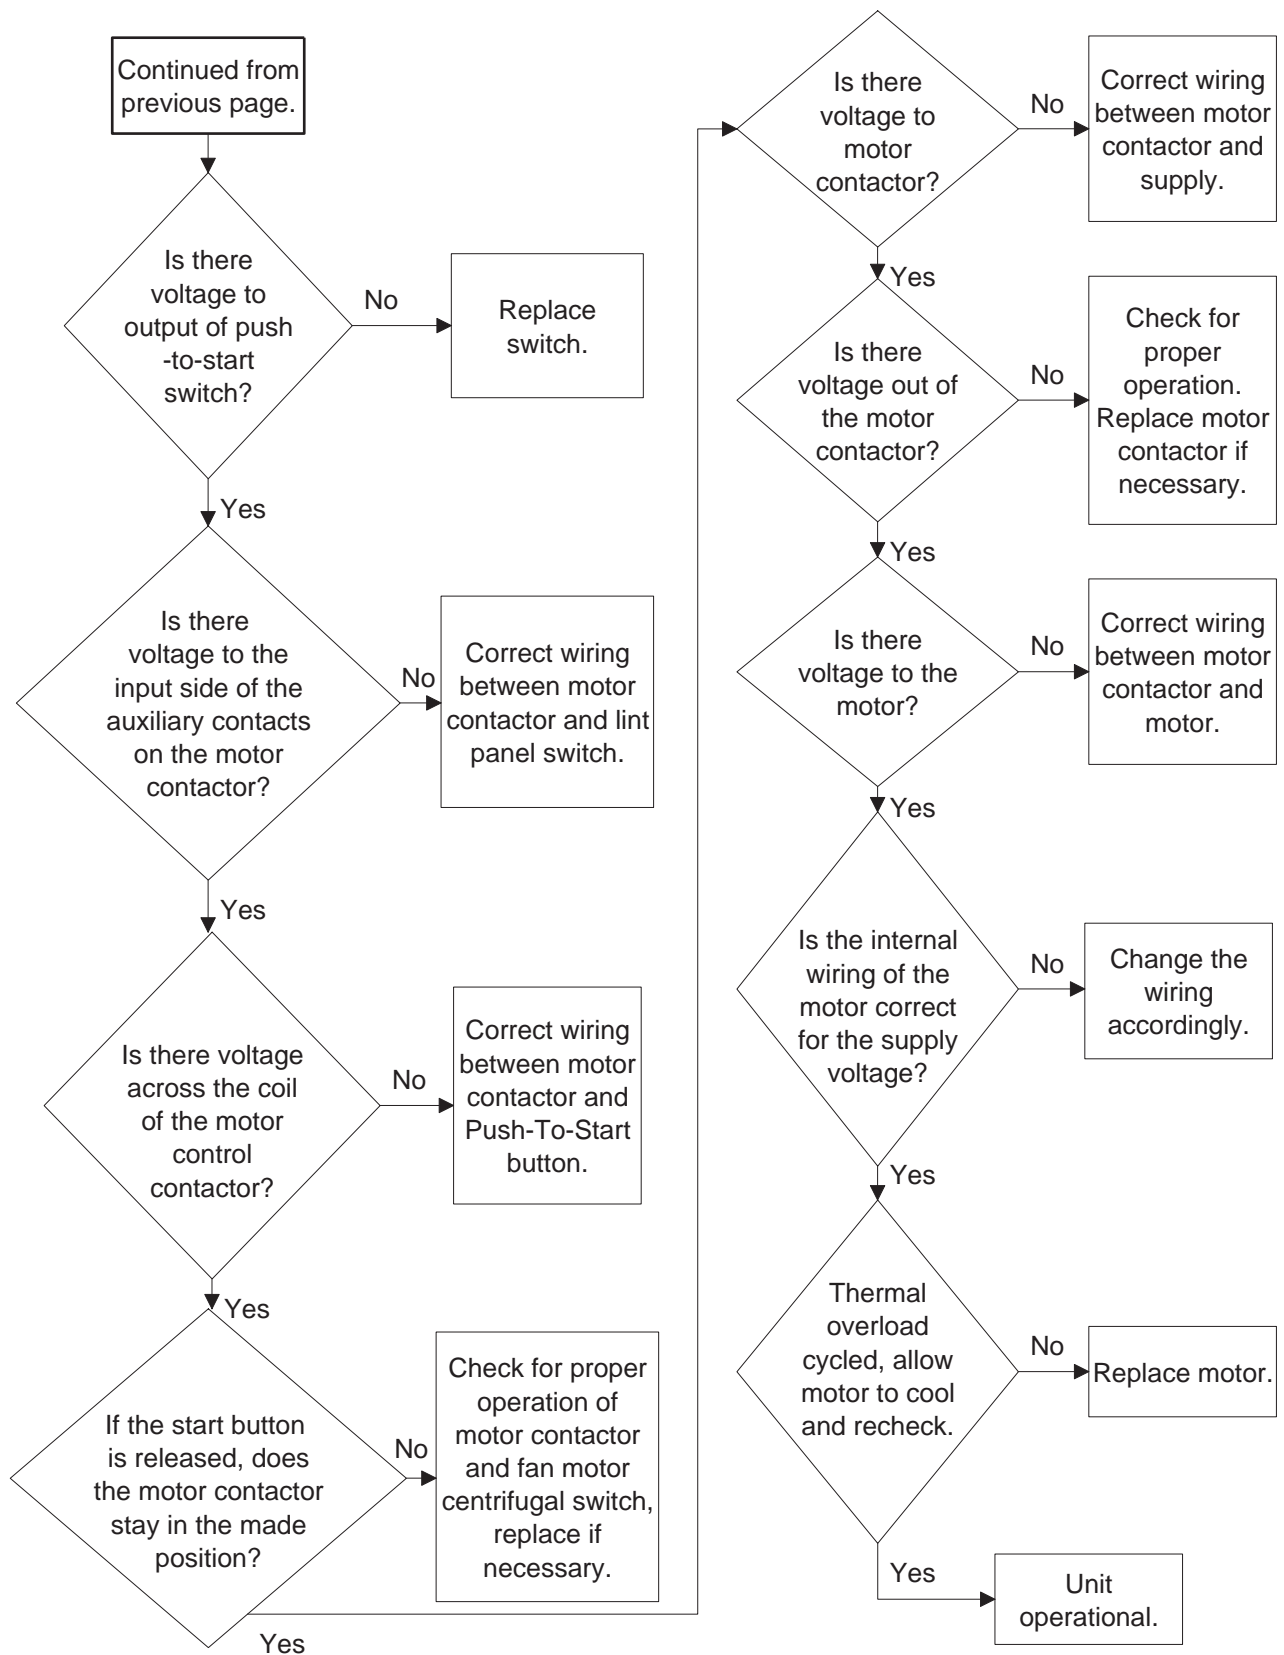 Continued from
previous page.
Is there
voltage to
output of push
-to-start
switch?
No
Replace
switch.
Yes
Is there
voltage to the
input side of the
auxiliary contacts
on the motor
contactor?
No
Correct wiring
between motor
contactor and lint
panel switch.
Yes
Is there voltage
across the coil
of the motor
control
contactor?
No
Correct wiring
between motor
contactor and
Push-To-Start
button.
Yes
If the start button
is released, does
the motor contactor
stay in the made
position?
No
Check for proper
operation of
motor contactor
and fan motor
centrifugal switch,
replace if
necessary.
Yes
Is there
voltage to
motor
contactor?
No
Correct wiring
between motor
contactor and
supply.
Yes
Is there
voltage out of
the motor
contactor?
No
Check for
proper
operation.
Replace motor
contactor if
necessary.
Yes
Is there
voltage to the
motor?
No
Correct wiring
between motor
contactor and
motor.
Yes
Is the internal
wiring of the
motor correct
for the supply
voltage?
No
Change the
wiring
accordingly.
Yes
Thermal
overload
cycled, allow
motor to cool
and recheck.
No
Replace motor.
Yes
Unit
operational.